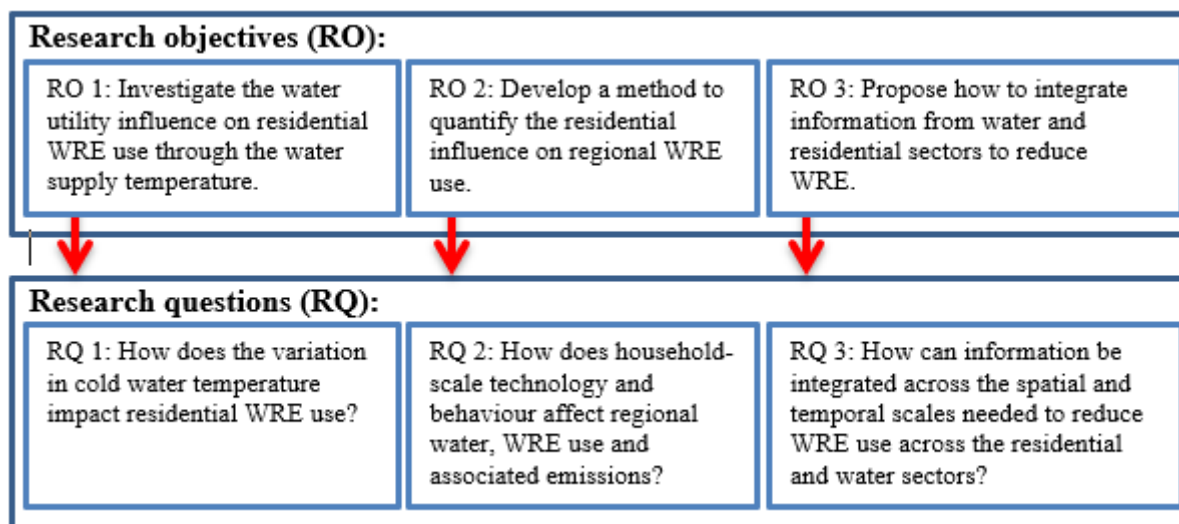 Research objectives (RO):
RO 1: Investigate the water
utility influence on residential
WRE use through the water
supply temperature.
RO 2: Develop a method to
quantify the residential
influence on regional WRE
use.
RO 3: Propose how to integrate
information from water and
residential sectors to reduce
WRE.
Research questions (RQ):
RQ 1: How does the variation
in cold water temperature
impact residential WRE use?
RQ 2: How does household-
scale technology and
behaviour affect regional
water, WRE use and
associated emissions?
RQ 3: How can information be
integrated across the spatial and
temporal scales needed to reduce
WRE use across the residential
and water sectors?